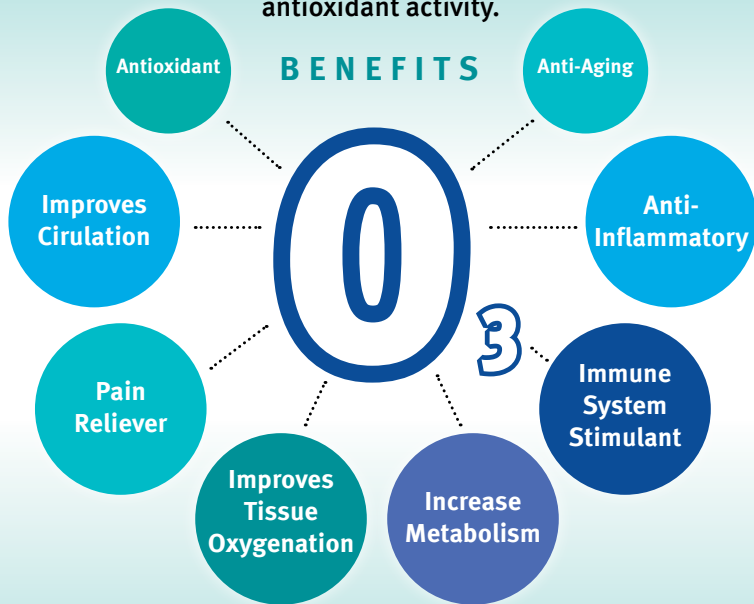 antioxidant activity.
BENEFITS
Antioxidant
Anti-Aging
Improves
Cirulation
Anti-
Inflammatory
O3
Pain
Reliever
Immune
System
Stimulant
Improves
Tissue
Oxygenation
Increase
Metabolism